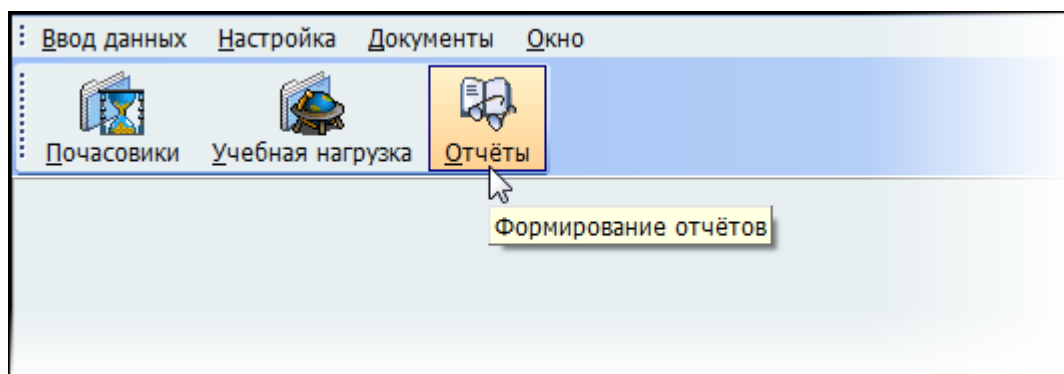 Ввод данных Настройка Документы Окно
Почасовики Учебная нагрузка Отчёты
Формирование отчётов